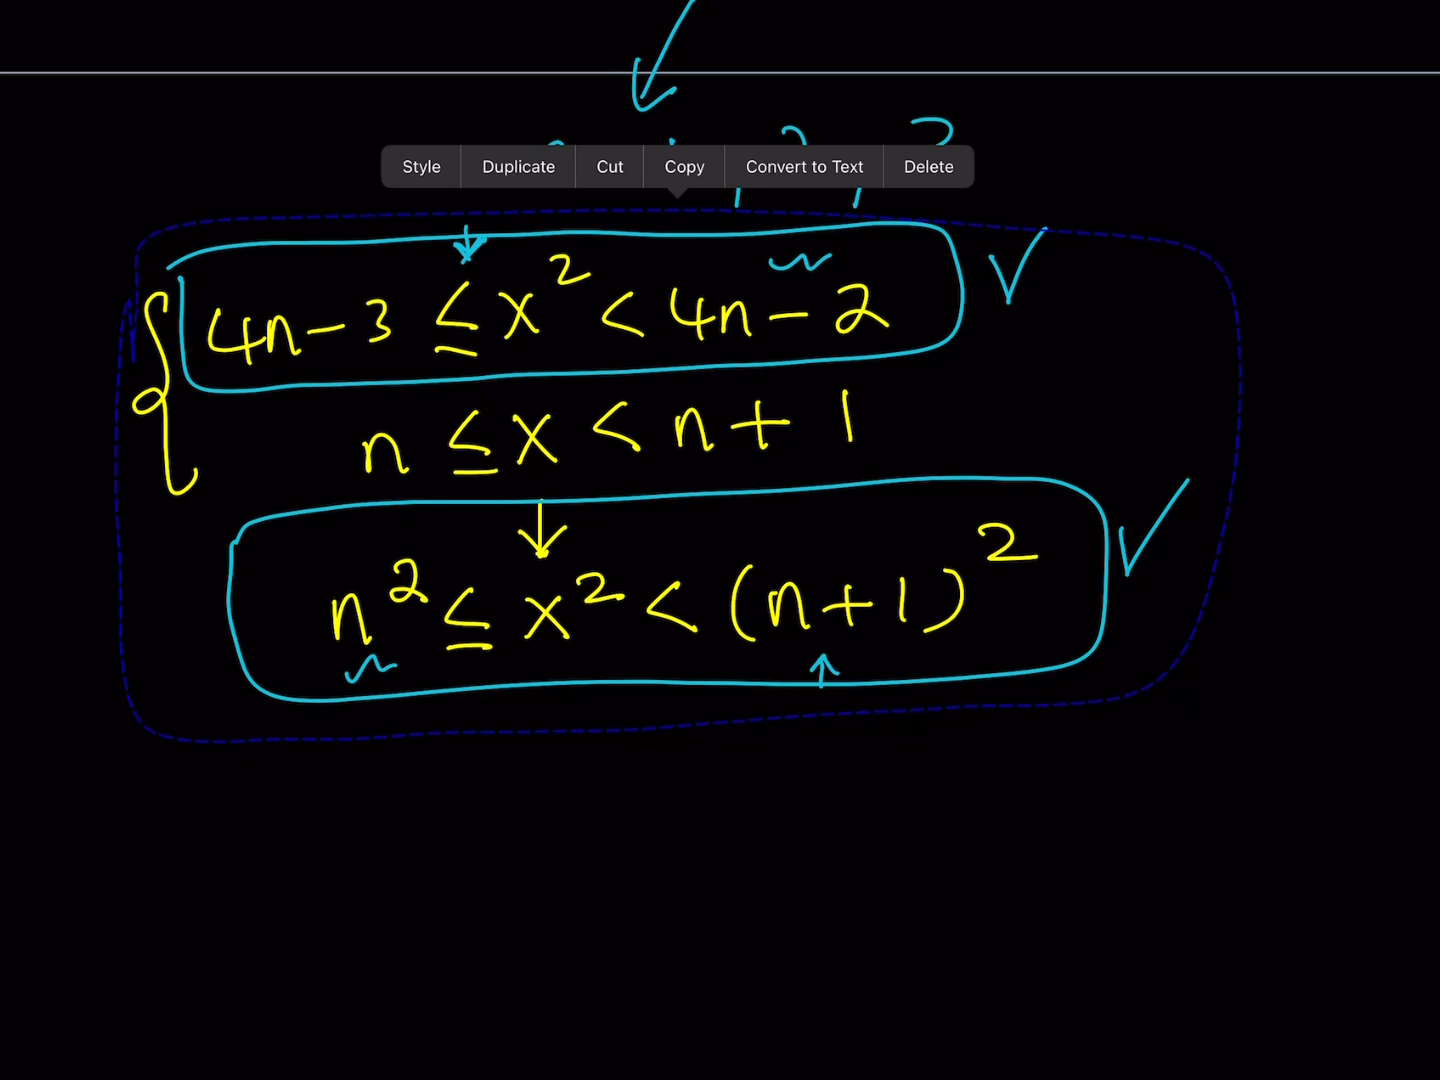 Style Duplicate Cut Copy Convert to Text Delete
4n - 3 ≤ x² < 4n - 2
n ≤ x < n + 1
n² ≤ x² < (n + 1)²